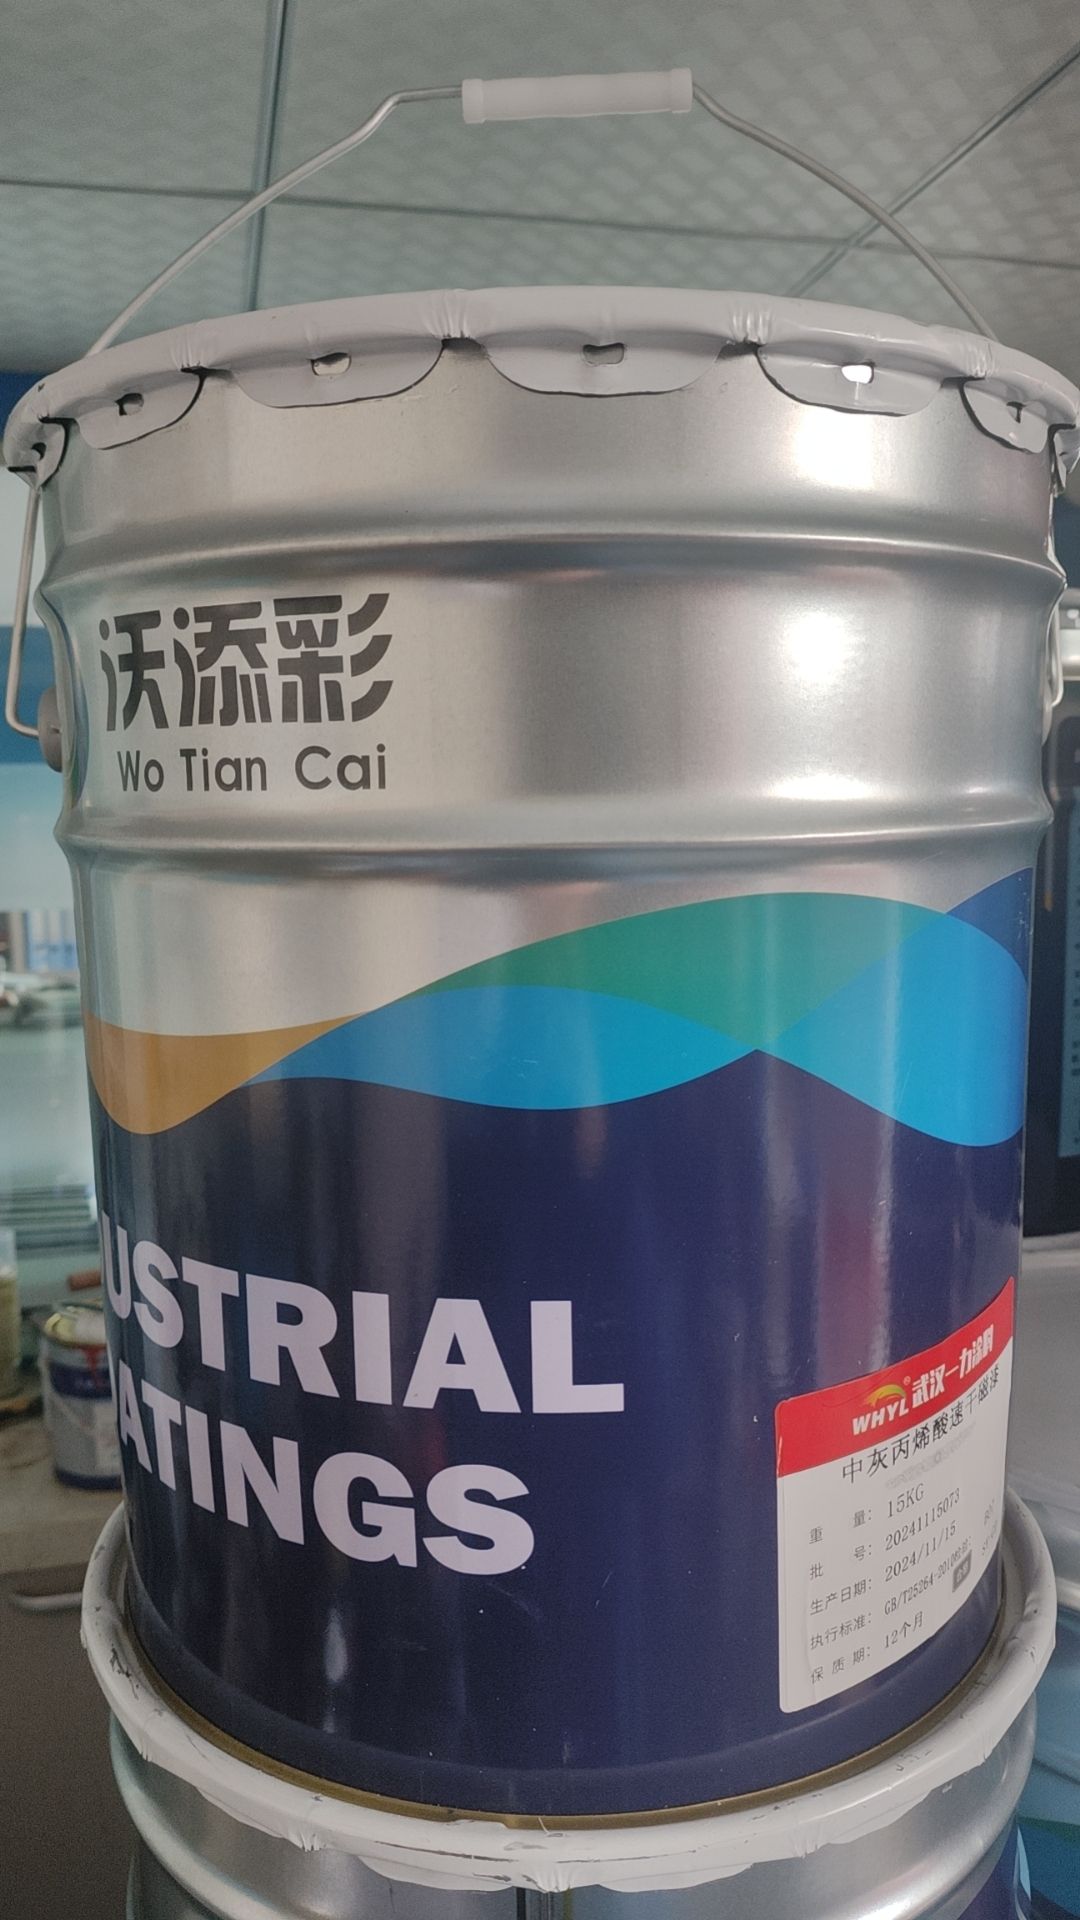 沃添彩
Wo Tian Cai
USTRIAL
ATINGS
WHYL® 武汉一力涂料
中灰丙烯酸速干磁漆
重 量: 15KG
批 号: 20241115073
生产日期: 2024/11/15
执行标准: GB/T25264-2010
保 质 期: 12个月